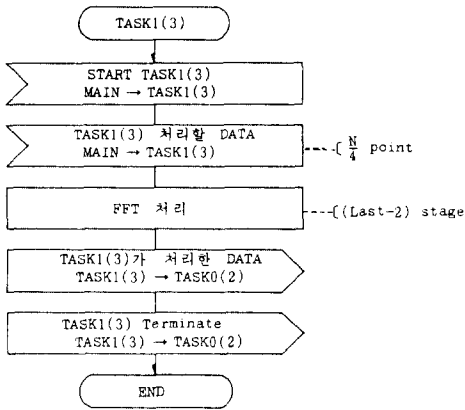 TASK1(3)
START TASK1(3)
MAIN → TASK1(3)
TASK1(3) 처리할 DATA
MAIN → TASK1(3)
N/4 point
FFT 처리
(Last-2) stage
TASK1(3)가 처리한 DATA
TASK1(3) → TASK0(2)
TASK1(3) Terminate
TASK1(3) → TASK0(2)
END